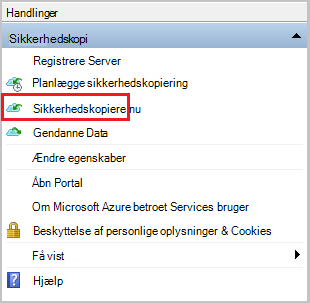 Handlinger
Sikkerhedskopi
Registrere Server
Planlægge sikkerhedskopiering
Sikkerhedskopiere nu
Gendanne Data
Ændre egenskaber
Åbn Portal
Om Microsoft Azure betroet Services bruger
Beskyttelse af personlige oplysninger & Cookies
Få vist
Hjælp